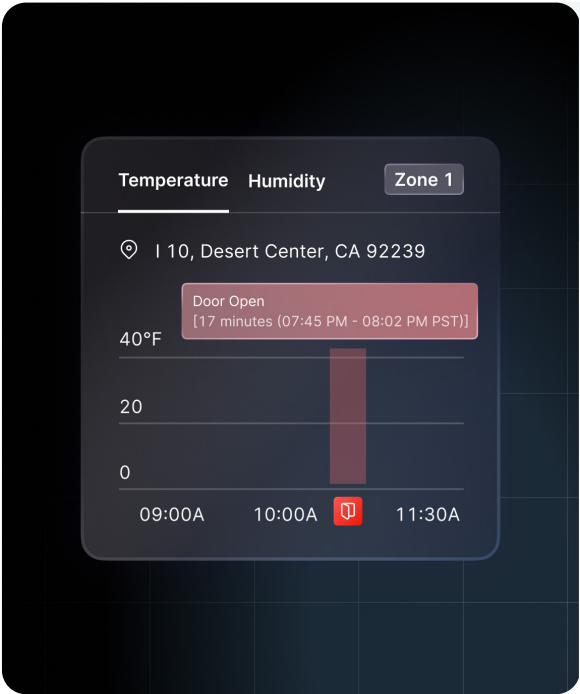 Temperature Humidity Zone 1
I 10, Desert Center, CA 92239
Door Open
[17 minutes (07:45 PM - 08:02 PM PST)]
40°F
20
0
09:00A 10:00A 11:30A